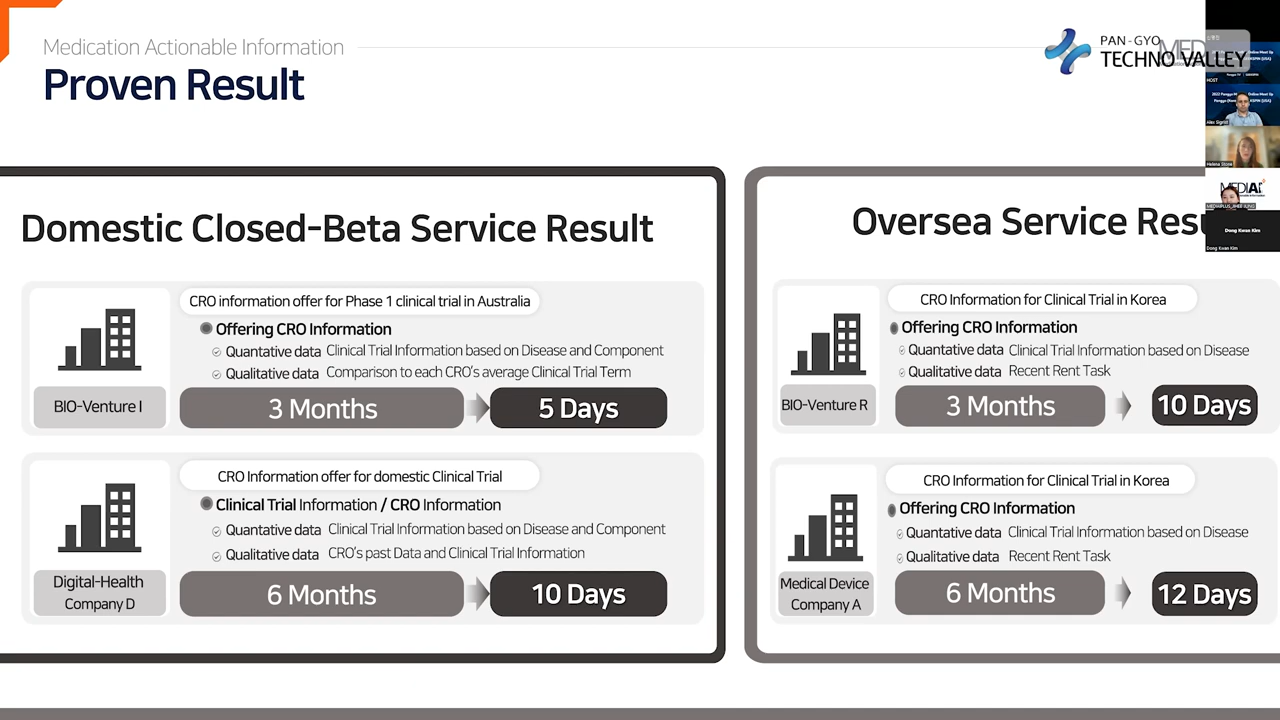 Medication Actionable Information
Proven Result
PAN-GYO
TECHNO VALLEY
Domestic Closed-Beta Service Result
CRO information offer for Phase 1 clinical trial in Australia
Offering CRO Information
Quantative data Clinical Trial Information based on Disease and Component
Qualitative data Comparison to each CRO's average Clinical Trial Term
BIO-Venture I
3 Months
5 Days
CRO Information offer for domestic Clinical Trial
Clinical Trial Information / CRO Information
Quantative data Clinical Trial Information based on Disease and Component
Qualitative data CRO's past Data and Clinical Trial Information
Digital-Health
Company D
6 Months
10 Days
Oversea Service Resu
CRO Information for Clinical Trial in Korea
Offering CRO Information
Quantative data Clinical Trial Information based on Disease
Qualitative data Recent Rent Task
BIO-Venture R
3 Months
10 Days
CRO Information for Clinical Trial in Korea
Offering CRO Information
Quantative data Clinical Trial Information based on Disease
Qualitative data Recent Rent Task
Medical Device
Company A
6 Months
12 Days
HOST
Helena Stone
Dong Kwan Kim
Dong Kwan Kim